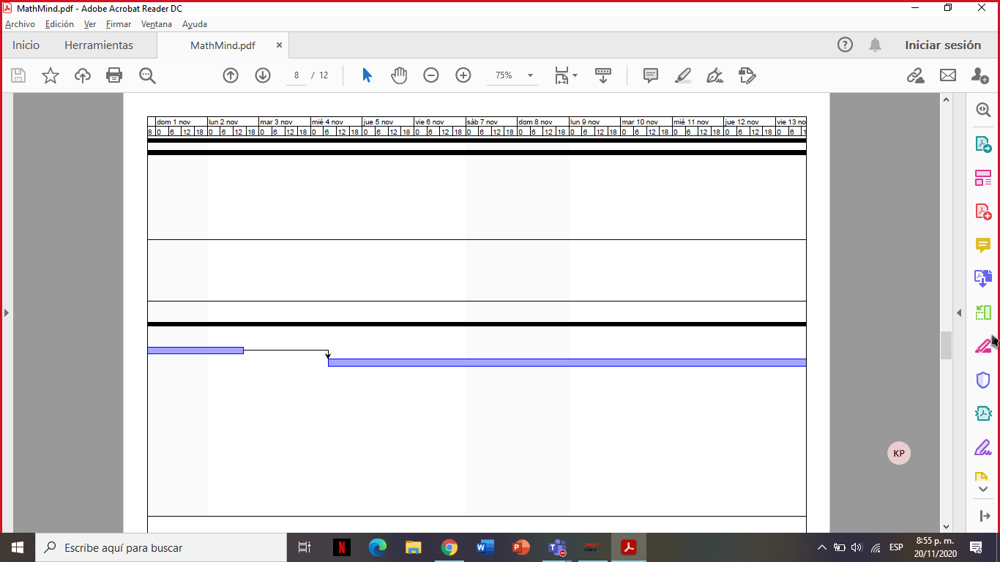 MathMind.pdf - Adobe Acrobat Reader DC
Archivo Edición Ver Firmar Ventana Ayuda
Inicio Herramientas MathMind.pdf × Iniciar sesión
8 / 12 75%
dom 1 nov lun 2 nov mar 3 nov mié 4 nov jue 5 nov vie 6 nov sáb 7 nov dom 8 nov lun 9 nov mar 10 nov mié 11 nov jue 12 nov vie 13 no
8 0 6 12 18 0 6 12 18 0 6 12 18 0 6 12 18 0 6 12 18 0 6 12 18 0 6 12 18 0 6 12 18 0 6 12 18 0 6 12 18 0 6 12 18 0 6 12 18 0 6 1
KP
Escribe aquí para buscar
ESP
8:55 p. m.
20/11/2020